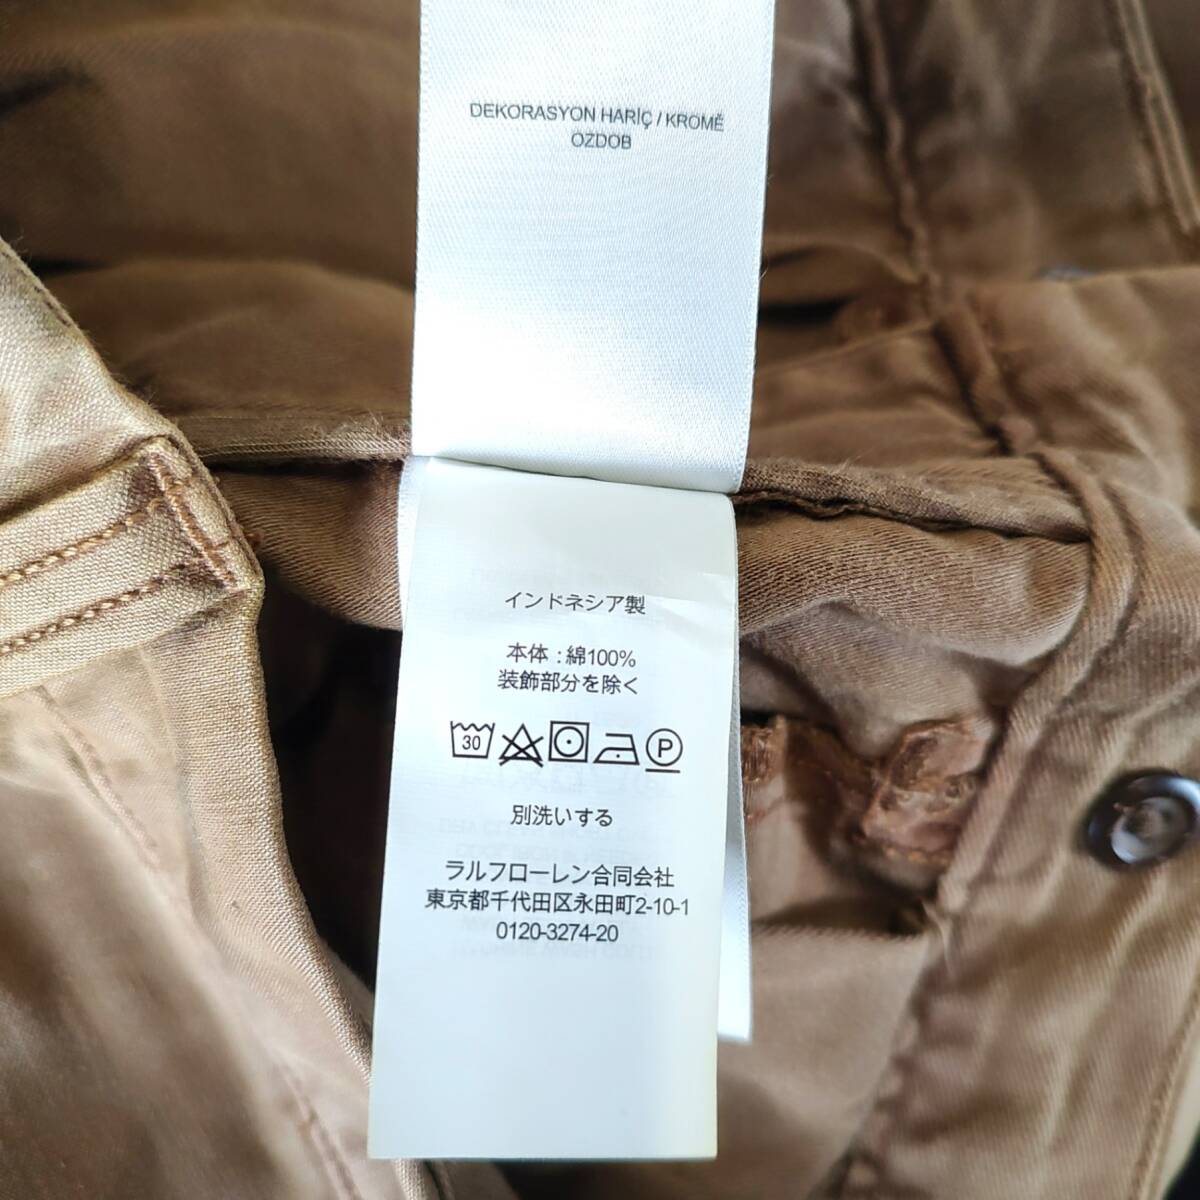 DEKORASYON HARİÇ / KROMĚ
OZDOB
インドネシア製
本体 : 綿100%
装飾部分を除く
30 P
別洗いする
ラルフローレン合同会社
東京都千代田区永田町2-10-1
0120-3274-20